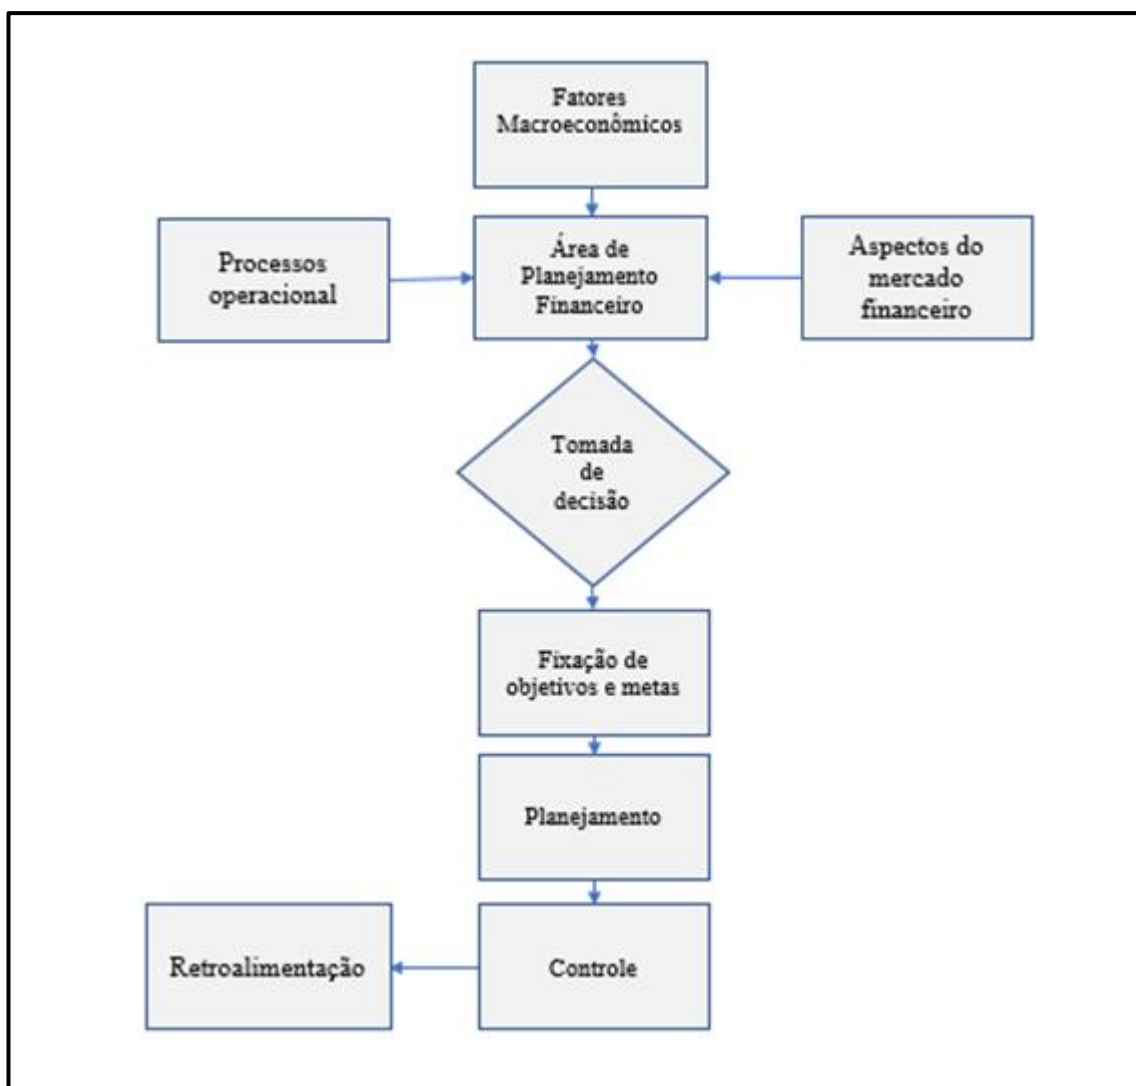 Fatores
Macroeconômicos
Processos
operacional
Área de
Planejamento
Financeiro
Aspectos do
mercado
financeiro
Tomada
de
decisão
Fixação de
objetivos e metas
Planejamento
Retroalimentação
Controle